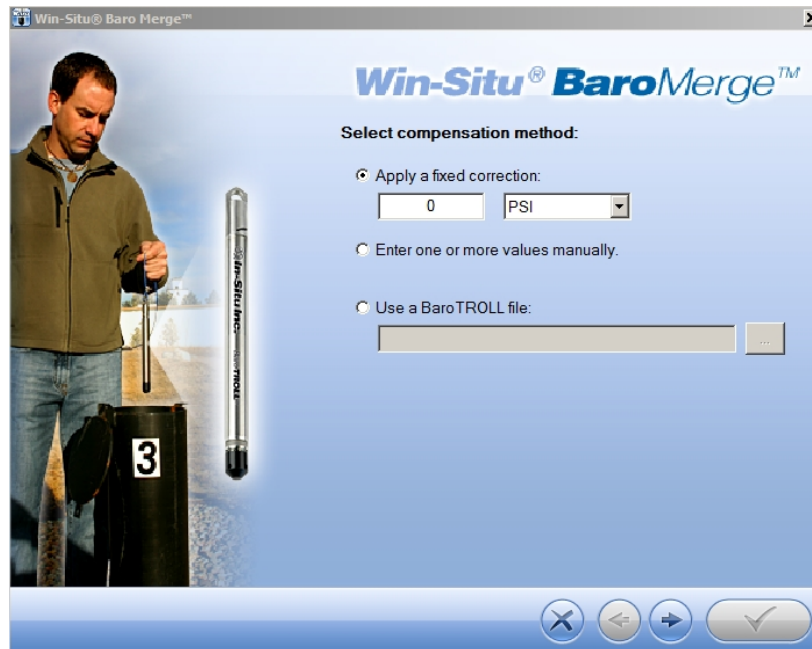 Win-Situ® Baro Merge™
Win-Situ® BaroMerge™
Select compensation method:
Apply a fixed correction:
0 PSI
Enter one or more values manually.
Use a BaroTROLL file:
...
In-Situ Inc. BaroTROLL
3